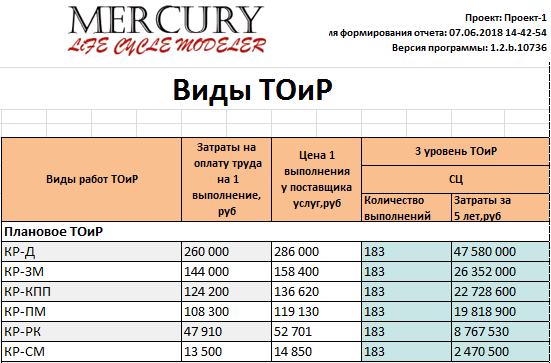 MERCURY
LIFE CYCLE MODELER
Проект: Проект-1
мя формирования отчета: 07.06.2018 14-42-54
Версия программы: 1.2.b.10736
Виды ТОиР
Виды работ ТОиР
Затраты на
оплату труда
на 1
выполнение,
руб
Цена 1
выполнения
у поставщика
услуг,руб
3 уровень ТОиР
СЦ
Количество
выполнений
Затраты за
5 лет,руб
Плановое ТОиР
КР-Д 260 000 286 000 183 47 580 000
КР-ЗМ 144 000 158 400 183 26 352 000
КР-КПП 124 200 136 620 183 22 728 600
КР-ПМ 108 300 119 130 183 19 818 900
КР-РК 47 910 52 701 183 8 767 530
КР-СМ 13 500 14 850 183 2 470 500